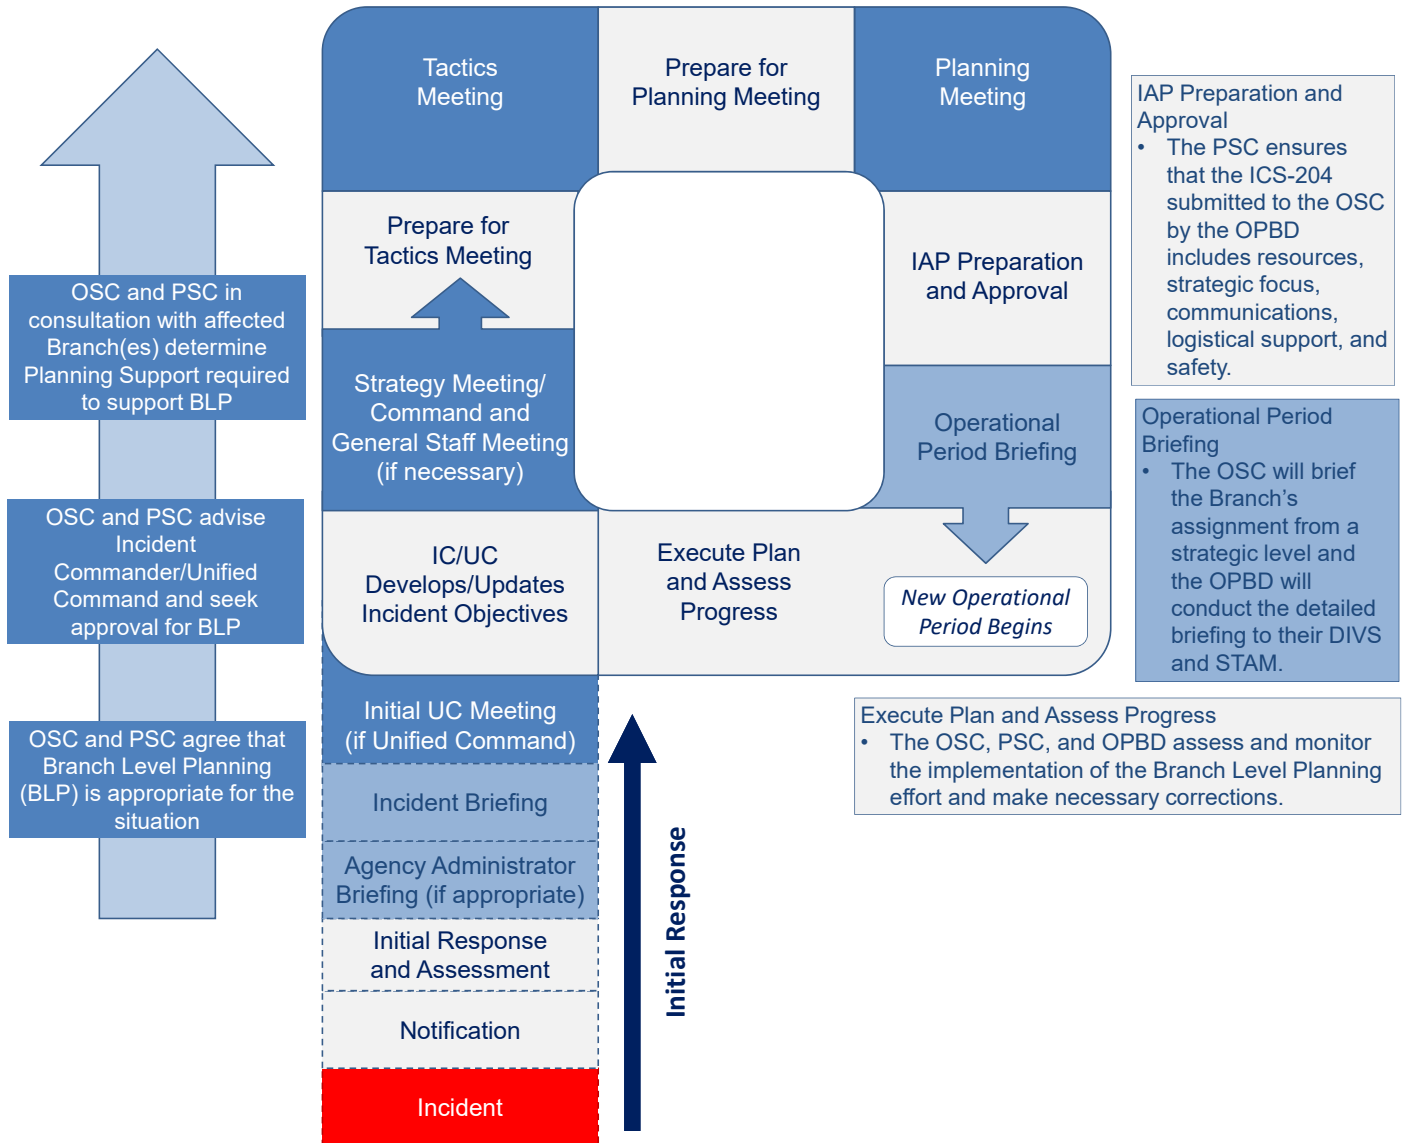 Tactics
Meeting
Prepare for
Planning Meeting
Planning
Meeting
IAP Preparation and
Approval
• The PSC ensures
that the ICS-204
submitted to the OSC
by the OPBD
includes resources,
strategic focus,
communications,
logistical support, and
safety.
Prepare for
Tactics Meeting
IAP Preparation
and Approval
OSC and PSC in
consultation with affected
Branch(es) determine
Planning Support required
to support BLP
Strategy Meeting/
Command and
General Staff Meeting
(if necessary)
Operational
Period Briefing
Operational Period
Briefing
• The OSC will brief
the Branch’s
assignment from a
strategic level and
the OPBD will
conduct the detailed
briefing to their DIVS
and STAM.
OSC and PSC advise
Incident
Commander/Unified
Command and seek
approval for BLP
IC/UC
Develops/Updates
Incident Objectives
Execute Plan
and Assess
Progress
New Operational
Period Begins
OSC and PSC agree that
Branch Level Planning
(BLP) is appropriate for the
situation
Initial UC Meeting
(if Unified Command)
Execute Plan and Assess Progress
• The OSC, PSC, and OPBD assess and monitor
the implementation of the Branch Level Planning
effort and make necessary corrections.
Incident Briefing
Agency Administrator
Briefing (if appropriate)
Initial Response
and Assessment
Notification
Incident
Initial Response